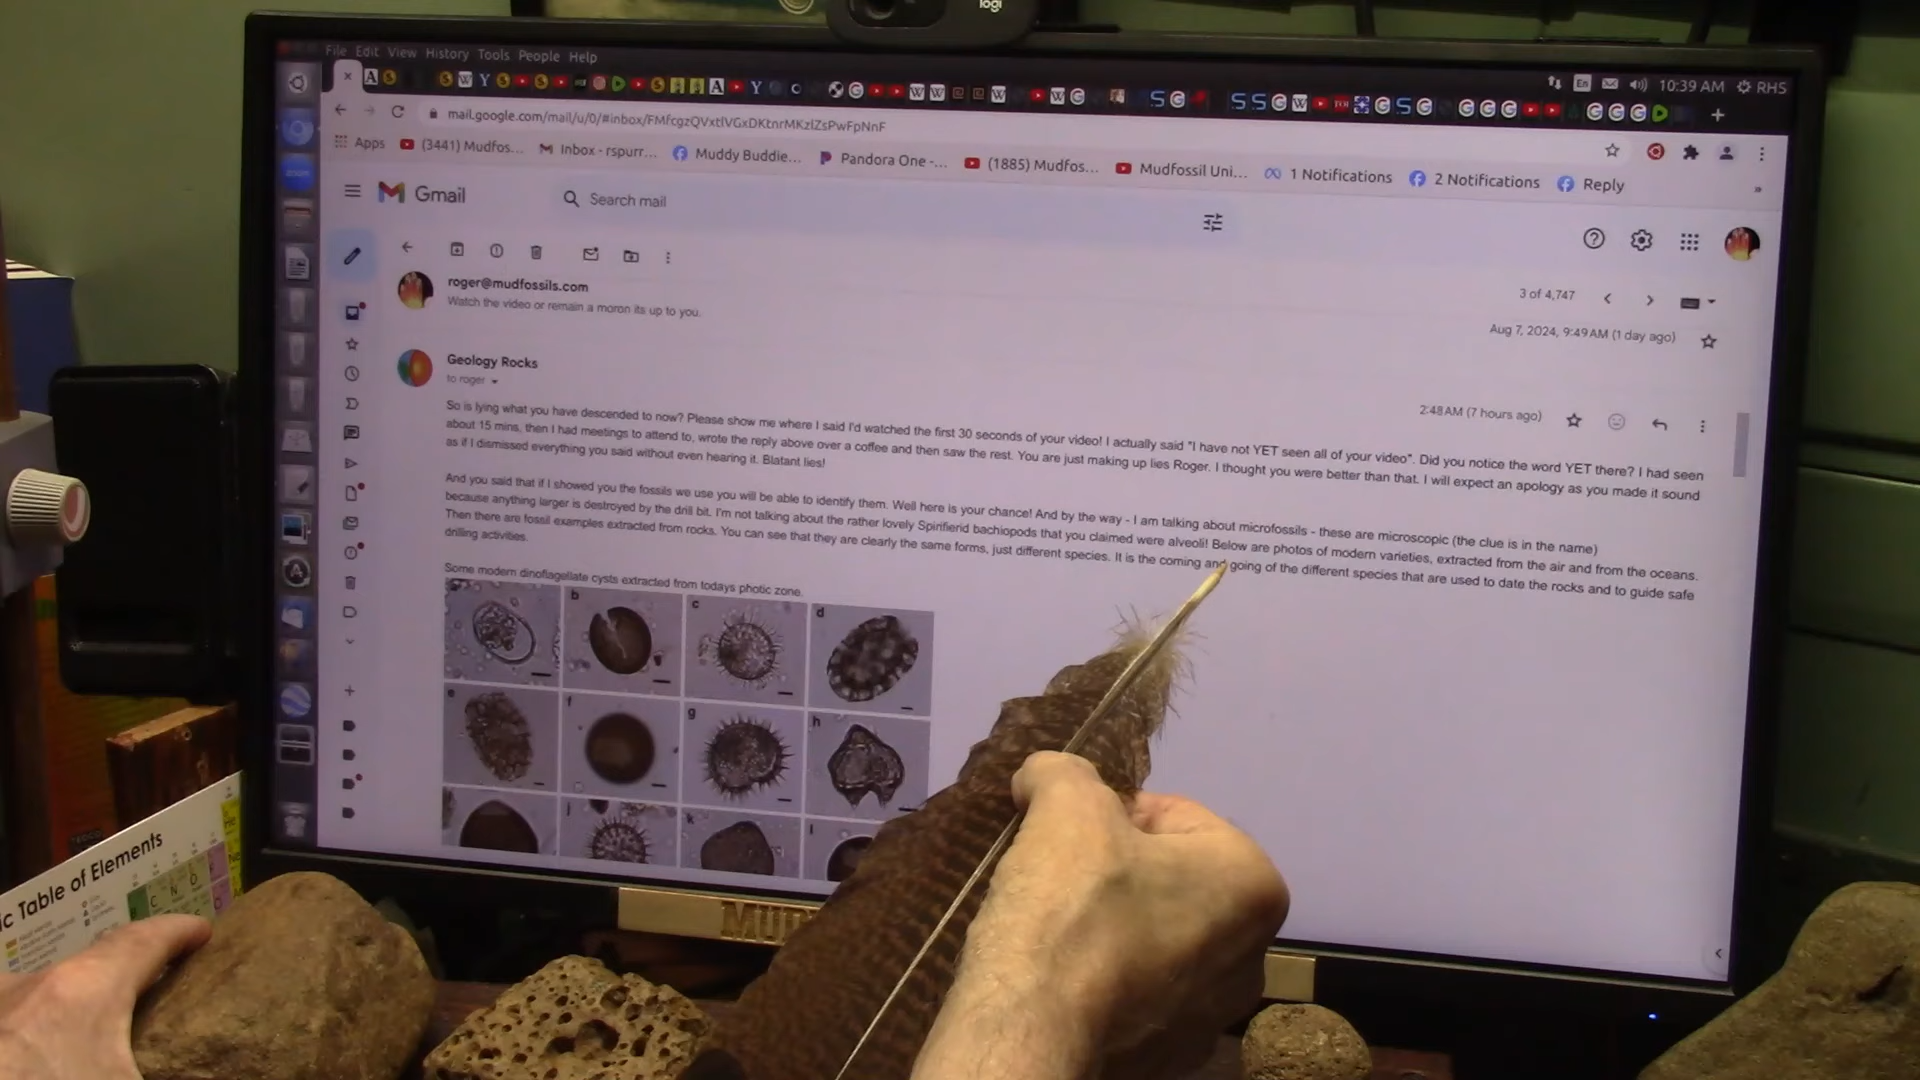 logi
File Edit View History Tools People Help
10:39 AM RHS
mail.google.com/mail/u/0/#inbox/FMfcgzQVxtlVGxDKtnrMKzlZsPwFpNnF
Apps (3441) Mudfos... Inbox - rspurr... Muddy Buddie... Pandora One -... (1885) Mudfos... Mudfossil Uni... 1 Notifications 2 Notifications Reply
Gmail
Search mail
3 of 4,747
roger@mudfossils.com
Watch the video or remain a moron its up to you.
Aug 7, 2024, 9:49 AM (1 day ago)
Geology Rocks
to roger
2:48 AM (7 hours ago)
So is lying what you have descended to now? Please show me where I said I'd watched the first 30 seconds of your video! I actually said "I have not YET seen all of your video". Did you notice the word YET there? I had seen
about 15 mins, then I had meetings to attend to, wrote the reply above over a coffee and then saw the rest. You are just making up lies Roger. I thought you were better than that. I will expect an apology as you made it sound
as if I dismissed everything you said without even hearing it. Blatant lies!
And you said that if I showed you the fossils we use you will be able to identify them. Well here is your chance! And by the way - I am talking about microfossils - these are microscopic (the clue is in the name)
because anything larger is destroyed by the drill bit. I'm not talking about the rather lovely Spirifierid bachiopods that you claimed were alveoli! Below are photos of modern varieties, extracted from the air and from the oceans.
Then there are fossil examples extracted from rocks. You can see that they are clearly the same forms, just different species. It is the coming and going of the different species that are used to date the rocks and to guide safe
drilling activities.
Some modern dinoflagellate cysts extracted from todays photic zone.
b c d
e f g h
k l
ic Table of Elements
C N O
MUD